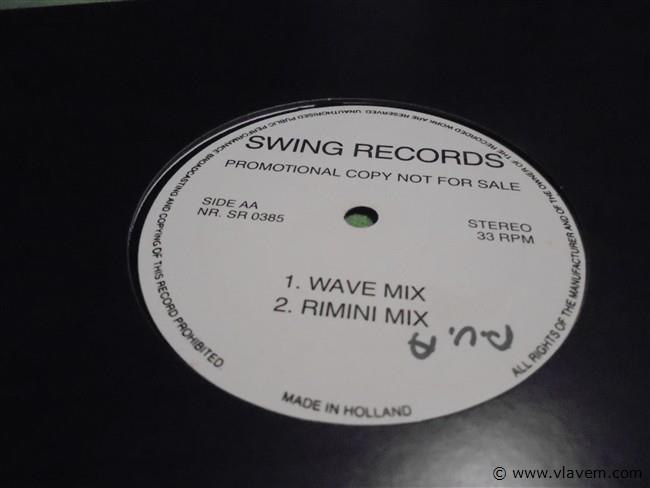 SWING RECORDS
PROMOTIONAL COPY NOT FOR SALE
SIDE AA
NR. SR 0385
STEREO
33 RPM
1. WAVE MIX
2. RIMINI MIX
MADE IN HOLLAND
ALL RIGHTS OF THE MANUFACTURER AND OF THE OWNER OF THE RECORDED WORK ARE RESERVED. UNAUTHORISED PUBLIC PERFORMANCE BROADCASTING AND COPYING OF THIS RECORD PROHIBITED.
© www.vlavem.com